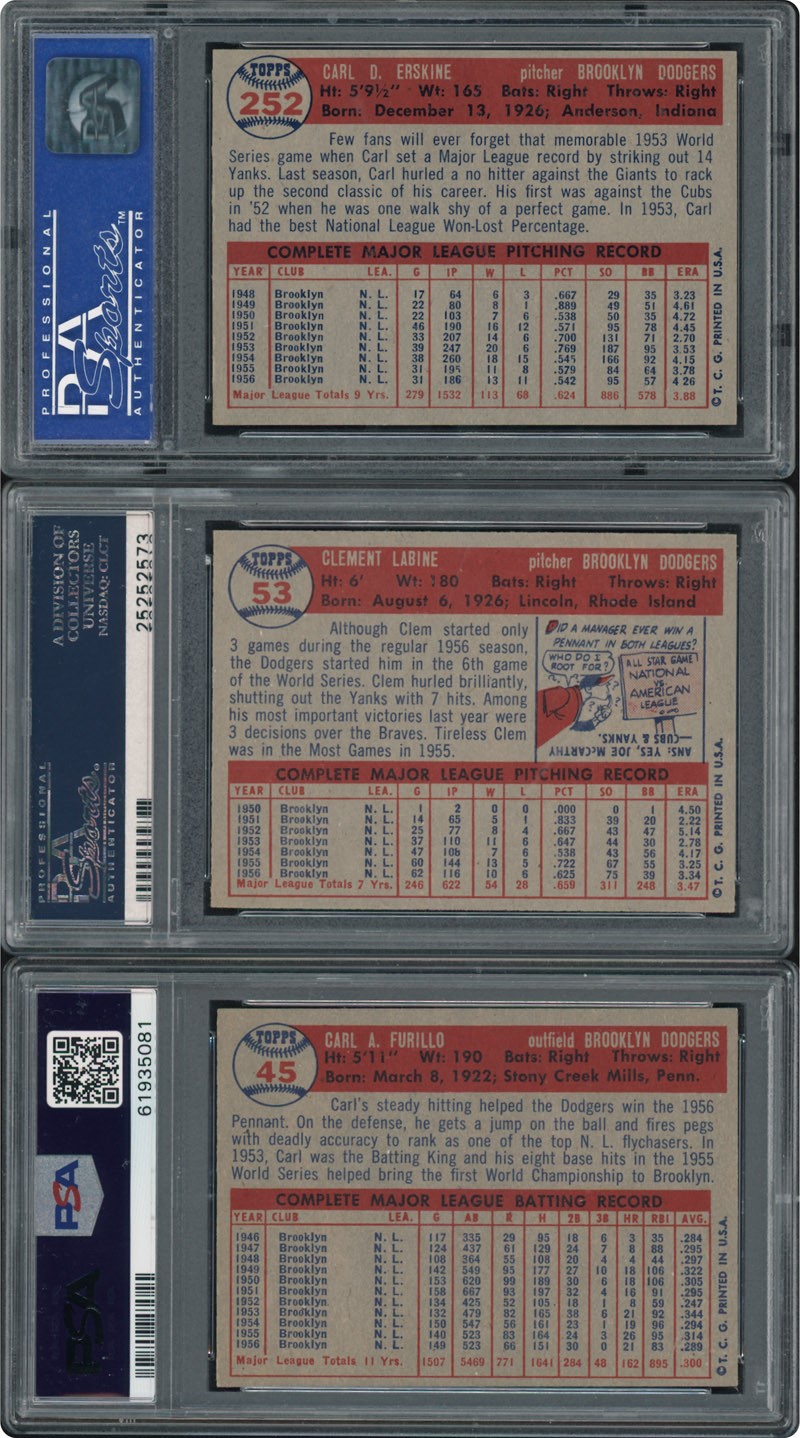 TOPPS
252
CARL D. ERSKINE pitcher BROOKLYN DODGERS
Ht: 5'9½" Wt: 165 Bats: Right Throws: Right
Born: December 13, 1926; Anderson, Indiana
Few fans will ever forget that memorable 1953 World
Series game when Carl set a Major League record by striking out 14
Yanks. Last season, Carl hurled a no hitter against the Giants to rack
up the second classic of his career. His first was against the Cubs
in '52 when he was one walk shy of a perfect game. In 1953, Carl
had the best National League Won-Lost Percentage.
COMPLETE MAJOR LEAGUE PITCHING RECORD
YEAR CLUB LEA. G IP W L PCT SO BB ERA
1948 Brooklyn N. L. 17 64 6 3 .667 29 35 3.23
1949 Brooklyn N. L. 22 80 8 1 .889 49 51 4.61
1950 Brooklyn N. L. 22 103 7 6 .538 50 35 4.72
1951 Brooklyn N. L. 46 190 16 12 .571 95 78 4.45
1952 Brooklyn N. L. 33 207 14 6 .700 131 71 2.70
1953 Brooklyn N. L. 39 247 20 6 .769 187 95 3.53
1954 Brooklyn N. L. 38 260 18 15 .545 166 92 4.15
1955 Brooklyn N. L. 31 195 11 8 .579 84 64 3.78
1956 Brooklyn N. L. 31 186 13 11 .542 95 57 4 26
Major League Totals 9 Yrs. 279 1532 113 68 .624 886 578 3.88
© T. C. G. PRINTED IN U.S.A.
PSA
PROFESSIONAL
PSA Sports™
AUTHENTICATOR
A DIVISION OF
COLLECTORS
UNIVERSE
NASDAQ: CLCT
25252573
PROFESSIONAL
PSA Sports®
AUTHENTICATOR
TOPPS
53
CLEMENT LABINE pitcher BROOKLYN DODGERS
Ht: 6' Wt: 180 Bats: Right Throws: Right
Born: August 6, 1926; Lincoln, Rhode Island
Although Clem started only
3 games during the regular 1956 season,
the Dodgers started him in the 6th game
of the World Series. Clem hurled brilliantly,
shutting out the Yanks with 7 hits. Among
his most important victories last year were
3 decisions over the Braves. Tireless Clem
was in the Most Games in 1955.
DID A MANAGER EVER WIN A
PENNANT IN BOTH LEAGUES?
WHO DO I
ROOT FOR?
ALL STAR GAME
NATIONAL
VS.
AMERICAN
LEAGUE
ANS: YES, JOE McCARTHY
—CUBS & YANKS.
COMPLETE MAJOR LEAGUE PITCHING RECORD
YEAR CLUB LEA. G IP W L PCT SO BB ERA
1950 Brooklyn N. L. 1 2 0 0 .000 0 1 4.50
1951 Brooklyn N. L. 14 65 5 1 .833 39 20 2.22
1952 Brooklyn N. L. 25 77 8 4 .667 43 47 5.14
1953 Brooklyn N. L. 37 110 11 6 .647 44 30 2.78
1954 Brooklyn N. L. 47 108 7 6 .538 43 56 4.17
1955 Brooklyn N. L. 60 144 13 5 .722 67 55 3.25
1956 Brooklyn N. L. 62 116 10 6 .625 75 39 3.34
Major League Totals 7 Yrs. 246 622 54 28 .659 311 248 3.47
© T. C. G. PRINTED IN U.S.A.
61935081
PSA
PSA
TOPPS
45
CARL A. FURILLO outfield BROOKLYN DODGERS
Ht: 5'11" Wt: 190 Bats: Right Throws: Right
Born: March 8, 1922; Stony Creek Mills, Penn.
Carl's steady hitting helped the Dodgers win the 1956
Pennant. On the defense, he gets a jump on the ball and fires pegs
with deadly accuracy to rank as one of the top N. L. flychasers. In
1953, Carl was the Batting King and his eight base hits in the 1955
World Series helped bring the first World Championship to Brooklyn.
COMPLETE MAJOR LEAGUE BATTING RECORD
YEAR CLUB LEA. G AB R H 2B 3B HR RBI AVG.
1946 Brooklyn N. L. 117 335 29 95 18 6 3 35 .284
1947 Brooklyn N. L. 124 437 61 129 24 7 8 88 .295
1948 Brooklyn N. L. 108 364 55 108 20 4 4 44 .297
1949 Brooklyn N. L. 142 549 95 177 27 10 18 106 .322
1950 Brooklyn N. L. 153 620 99 189 30 6 18 106 .305
1951 Brooklyn N. L. 158 667 93 197 32 4 16 91 .295
1952 Brooklyn N. L. 134 425 52 105 18 1 8 59 .247
1953 Brooklyn N. L. 132 479 82 165 38 6 21 92 .344
1954 Brooklyn N. L. 150 547 56 161 23 1 19 96 .294
1955 Brooklyn N. L. 140 523 83 164 24 3 26 95 .314
1956 Brooklyn N. L. 149 523 66 151 30 0 21 83 .289
Major League Totals 11 Yrs. 1507 5469 771 1641 284 48 162 895 .300
© T. C. G. PRINTED IN U.S.A.